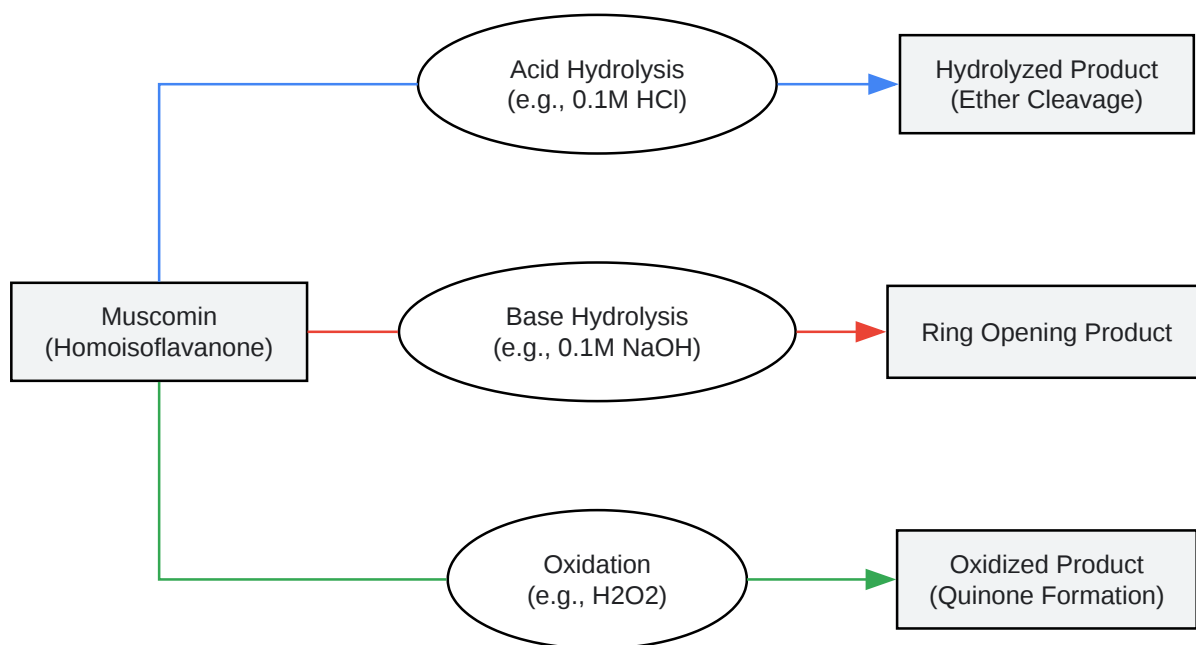 Acid Hydrolysis
(e.g., 0.1M HCl)
Hydrolyzed Product
(Ether Cleavage)
Muscomin
(Homoisoflavanone)
Base Hydrolysis
(e.g., 0.1M NaOH)
Ring Opening Product
Oxidation
(e.g., H2O2)
Oxidized Product
(Quinone Formation)